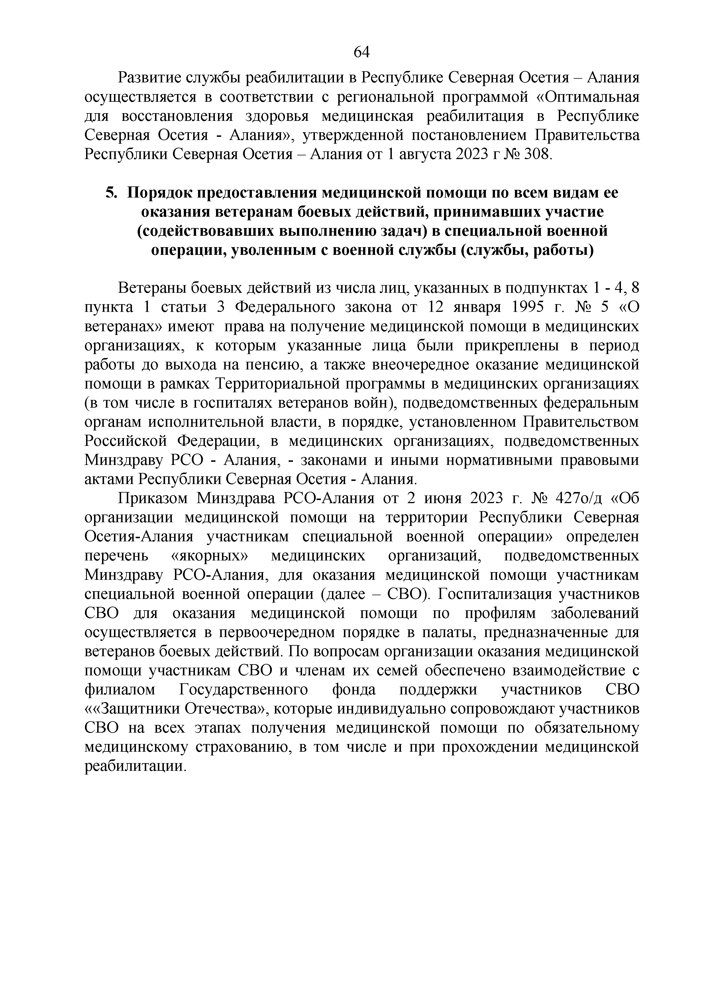 64
Развитие службы реабилитации в Республике Северная Осетия – Алания
осуществляется в соответствии с региональной программой «Оптимальная
для восстановления здоровья медицинская реабилитация в Республике
Северная Осетия - Алания», утвержденной постановлением Правительства
Республики Северная Осетия – Алания от 1 августа 2023 г № 308.
5. Порядок предоставления медицинской помощи по всем видам ее
оказания ветеранам боевых действий, принимавших участие
(содействовавших выполнению задач) в специальной военной
операции, уволенным с военной службы (службы, работы)
Ветераны боевых действий из числа лиц, указанных в подпунктах 1 - 4, 8
пункта 1 статьи 3 Федерального закона от 12 января 1995 г. № 5 «О
ветеранах» имеют  права на получение медицинской помощи в медицинских
организациях, к которым указанные лица были прикреплены в период
работы до выхода на пенсию, а также внеочередное оказание медицинской
помощи в рамках Территориальной программы в медицинских организациях
(в том числе в госпиталях ветеранов войн), подведомственных федеральным
органам исполнительной власти, в порядке, установленном Правительством
Российской Федерации, в медицинских организациях, подведомственных
Минздраву РСО - Алания, - законами и иными нормативными правовыми
актами Республики Северная Осетия - Алания.
Приказом Минздрава РСО-Алания от 2 июня 2023 г. № 427о/д «Об
организации медицинской помощи на территории Республики Северная
Осетия-Алания участникам специальной военной операции» определен
перечень «якорных» медицинских организаций, подведомственных
Минздраву РСО-Алания, для оказания медицинской помощи участникам
специальной военной операции (далее – СВО). Госпитализация участников
СВО для оказания медицинской помощи по профилям заболеваний
осуществляется в первоочередном порядке в палаты, предназначенные для
ветеранов боевых действий. По вопросам организации оказания медицинской
помощи участникам СВО и членам их семей обеспечено взаимодействие с
филиалом Государственного фонда поддержки участников СВО
««Защитники Отечества», которые индивидуально сопровождают участников
СВО на всех этапах получения медицинской помощи по обязательному
медицинскому страхованию, в том числе и при прохождении медицинской
реабилитации.